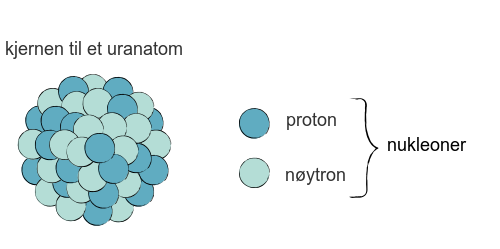 kjernen til et uranatom
proton
nukleoner
nøytron